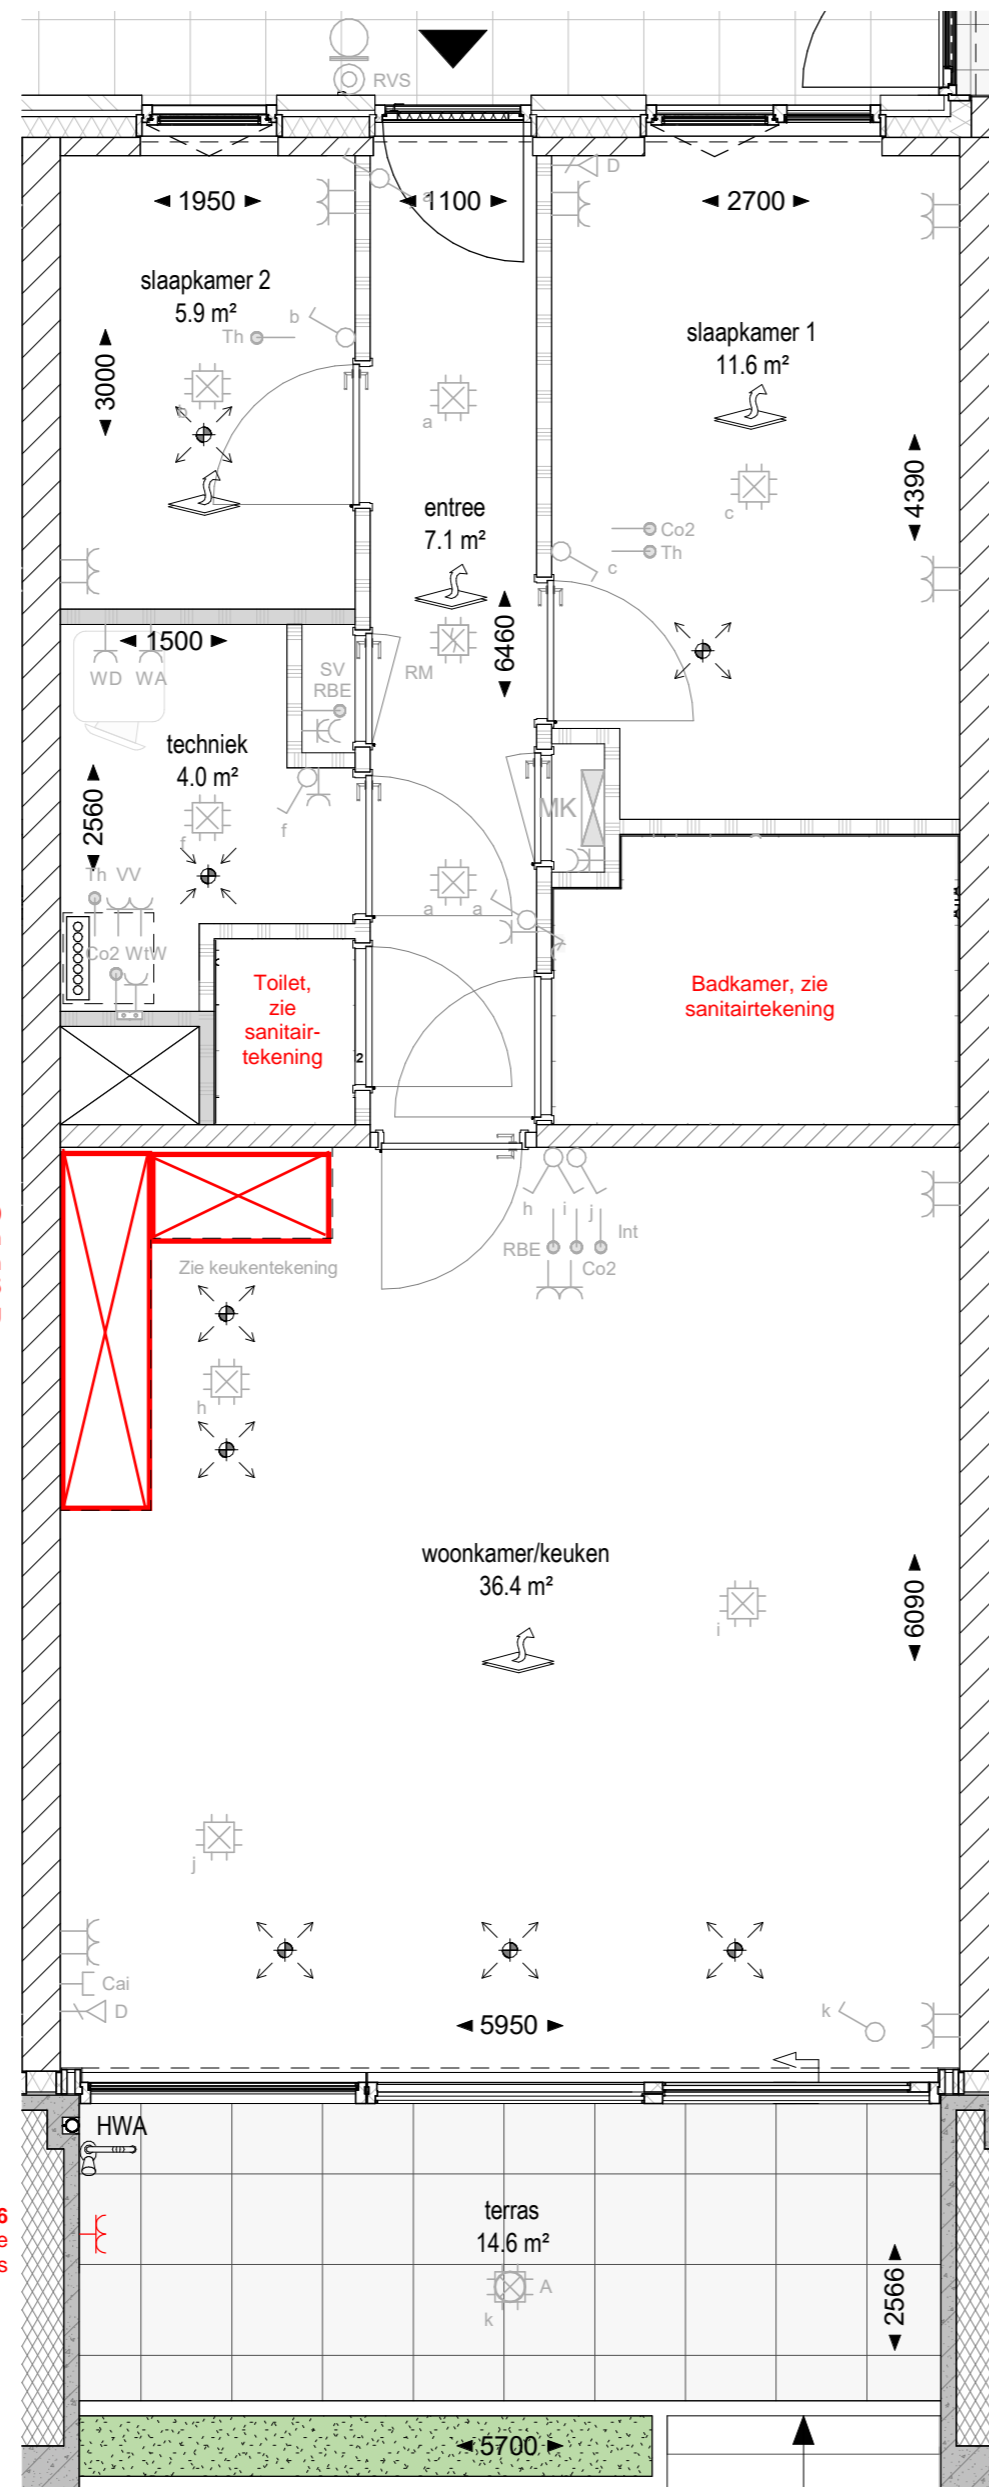 RVS
D
1950
a
1100
2700
slaapkamer 2
5.9 m²
b
Th
slaapkamer 1
11.6 m²
3000
b
a
4390
c
entree
7.1 m²
Co2
Th
c
1500
6460
WD
WA
SV
RBE
RM
techniek
4.0 m²
2560
f
f
MK
Th
VV
a
a
Co2
WtW
Toilet,
zie
sanitair-
tekening
2
Badkamer, zie
sanitairtekening
h
i
j
RBE
Int
Co2
Zie keukentekening
h
woonkamer/keuken
36.4 m²
6090
i
j
Cai
D
5950
k
HWA
6
e
s
terras
14.6 m²
A
k
2566
5700